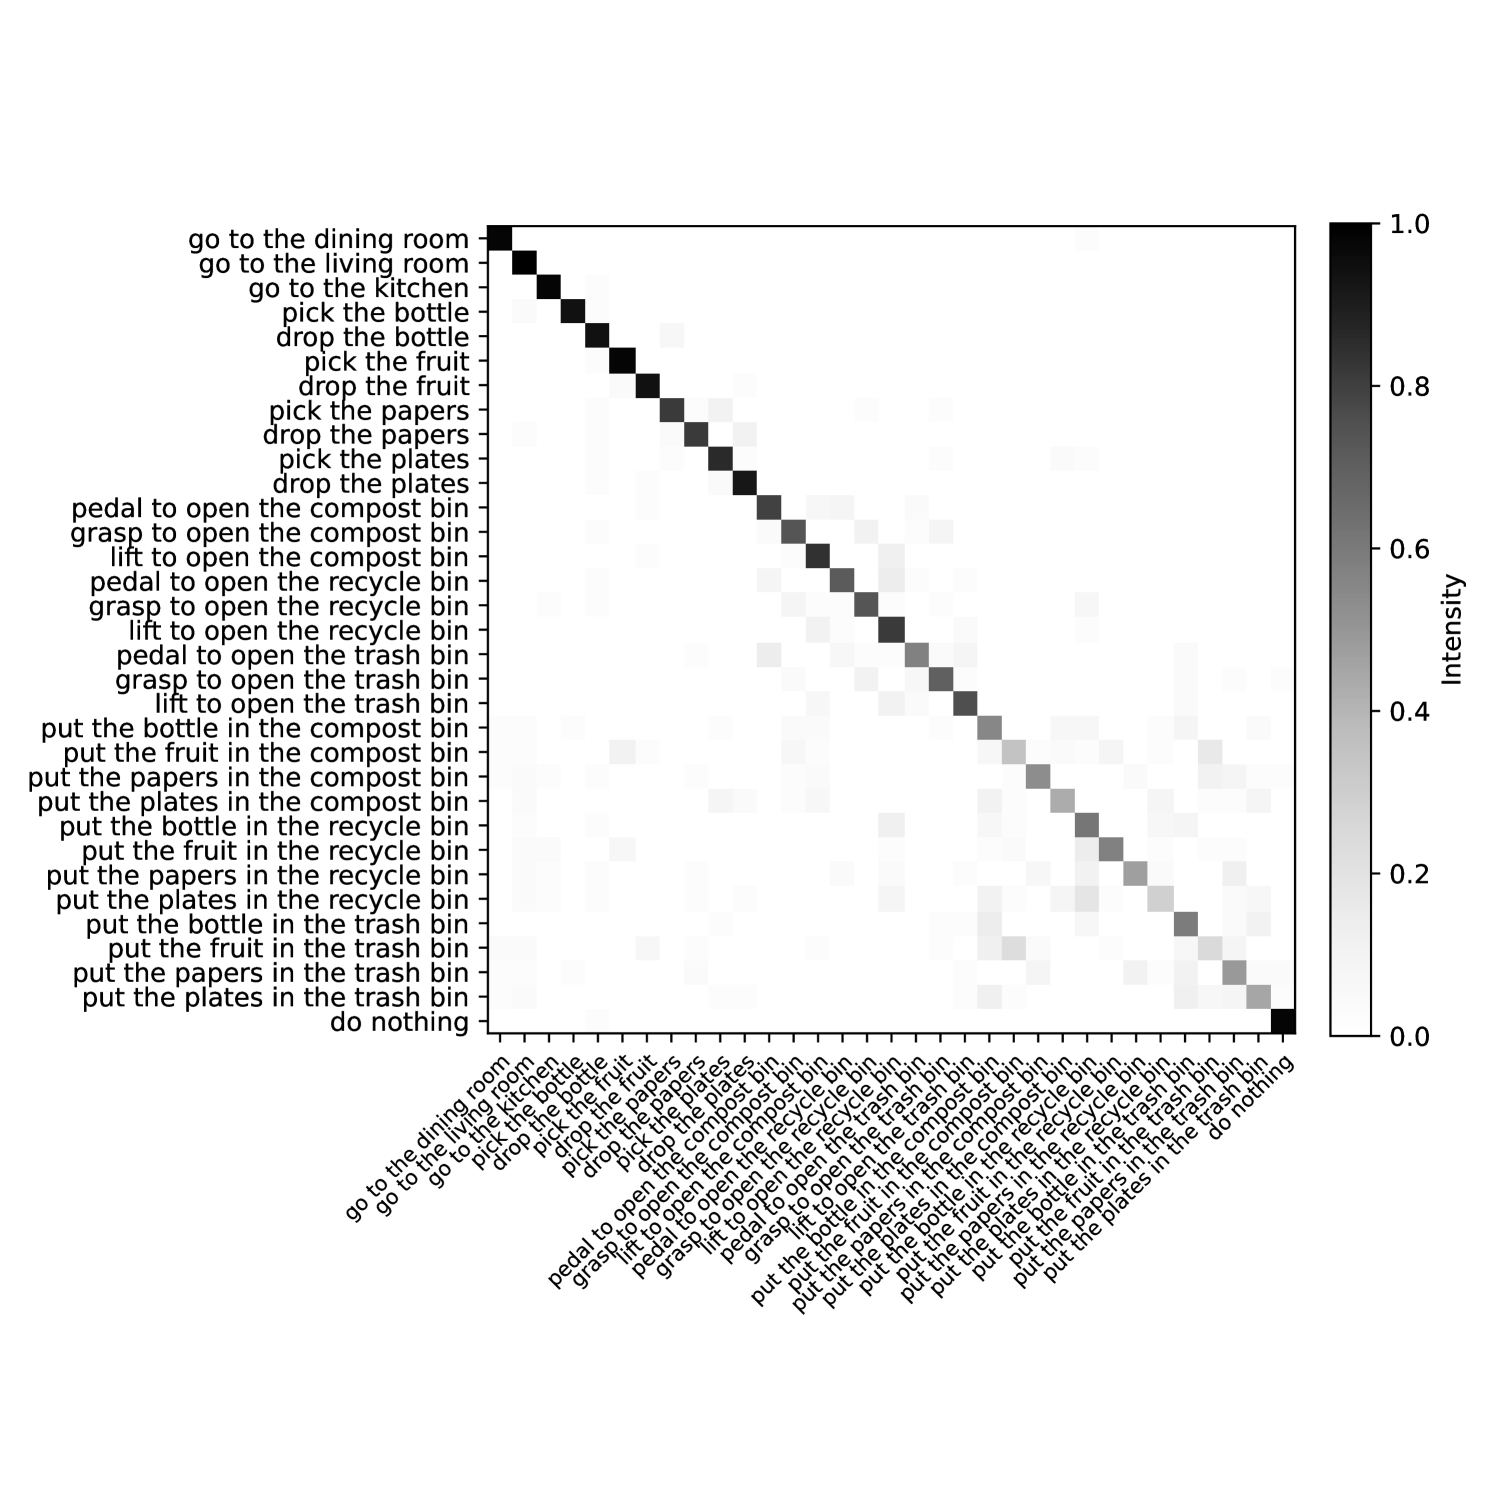 go to the dining room
go to the living room
go to the kitchen
pick the bottle
drop the bottle
pick the fruit
drop the fruit
pick the papers
drop the papers
pick the plates
drop the plates
pedal to open the compost bin
grasp to open the compost bin
lift to open the compost bin
pedal to open the recycle bin
grasp to open the recycle bin
lift to open the recycle bin
pedal to open the trash bin
grasp to open the trash bin
lift to open the trash bin
put the bottle in the compost bin
put the fruit in the compost bin
put the papers in the compost bin
put the plates in the compost bin
put the bottle in the recycle bin
put the fruit in the recycle bin
put the papers in the recycle bin
put the plates in the recycle bin
put the bottle in the trash bin
put the fruit in the trash bin
put the papers in the trash bin
put the plates in the trash bin
do nothing
go to the dining room
go to the living room
go to the kitchen
pick the bottle
drop the bottle
pick the fruit
drop the fruit
pick the papers
drop the papers
pick the plates
drop the plates
pedal to open the compost bin
grasp to open the compost bin
lift to open the compost bin
pedal to open the recycle bin
grasp to open the recycle bin
lift to open the recycle bin
pedal to open the trash bin
grasp to open the trash bin
lift to open the trash bin
put the bottle in the compost bin
put the fruit in the compost bin
put the papers in the compost bin
put the plates in the compost bin
put the bottle in the recycle bin
put the fruit in the recycle bin
put the papers in the recycle bin
put the plates in the recycle bin
put the bottle in the trash bin
put the fruit in the trash bin
put the papers in the trash bin
put the plates in the trash bin
do nothing
1.0
0.8
0.6
0.4
0.2
0.0
Intensity